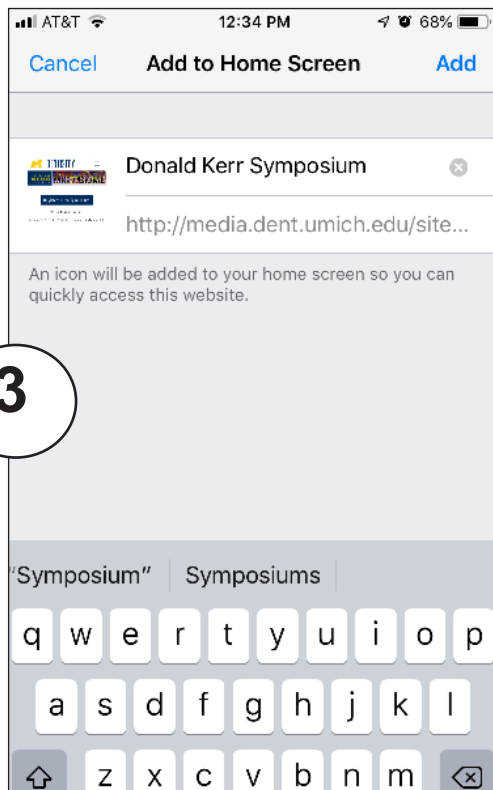 AT&T 12:34 PM 68%
Cancel Add to Home Screen Add
Donald Kerr Symposium
http://media.dent.umich.edu/site...
An icon will be added to your home screen so you can
quickly access this website.
3
"Symposium" Symposiums
q w e r t y u i o p
a s d f g h j k l
z x c v b n m